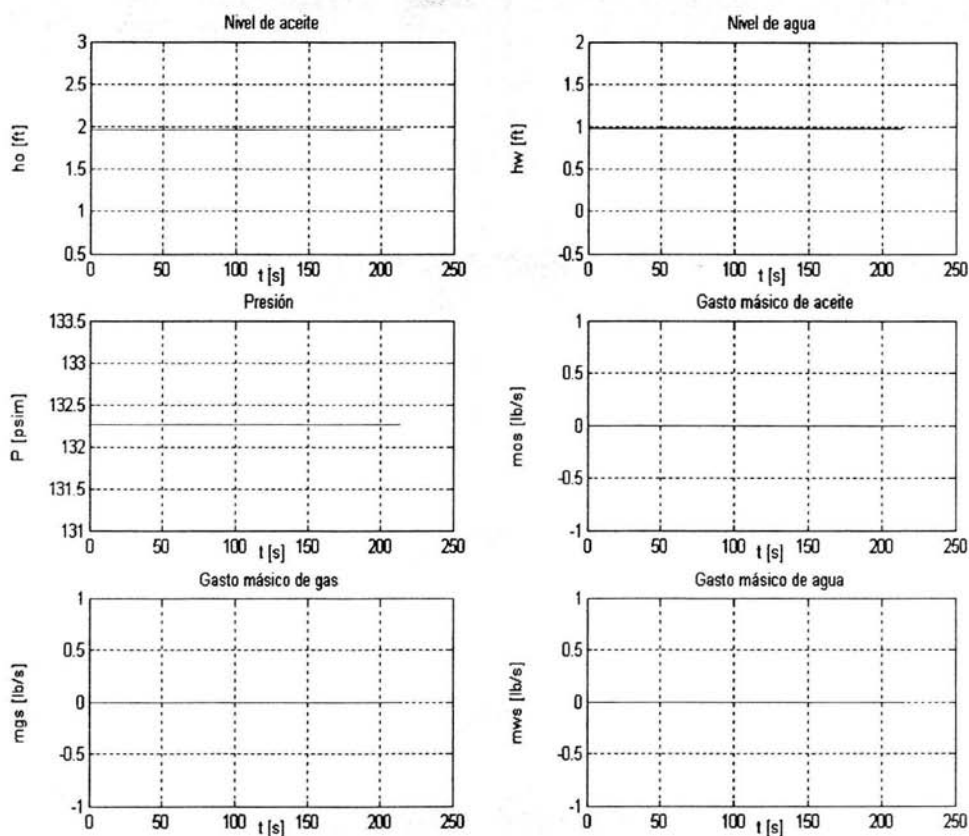 Nivel de aceite
3
2.5
2
1.5
1
0.5
ho [ft]
0 50 100 150 200 250
t [s]
Nivel de agua
2
1.5
1
0.5
0
-0.5
hw [ft]
0 50 100 150 200 250
t [s]
Presión
133.5
133
132.5
132
131.5
131
P [psim]
0 50 100 150 200 250
t [s]
Gasto másico de aceite
1
0.5
0
-0.5
-1
mos [lb/s]
0 50 100 150 200 250
t [s]
Gasto másico de gas
1
0.5
0
-0.5
-1
mgs [lb/s]
0 50 100 150 200 250
t [s]
Gasto másico de agua
1
0.5
0
-0.5
-1
mws [lb/s]
0 50 100 150 200 250
t [s]